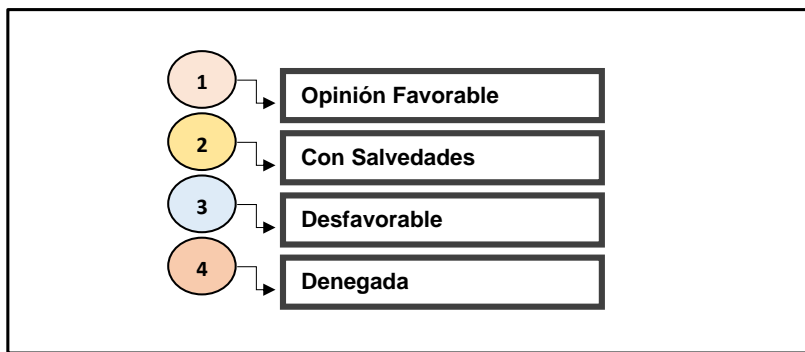 1 Opinión Favorable
2 Con Salvedades
3 Desfavorable
4 Denegada